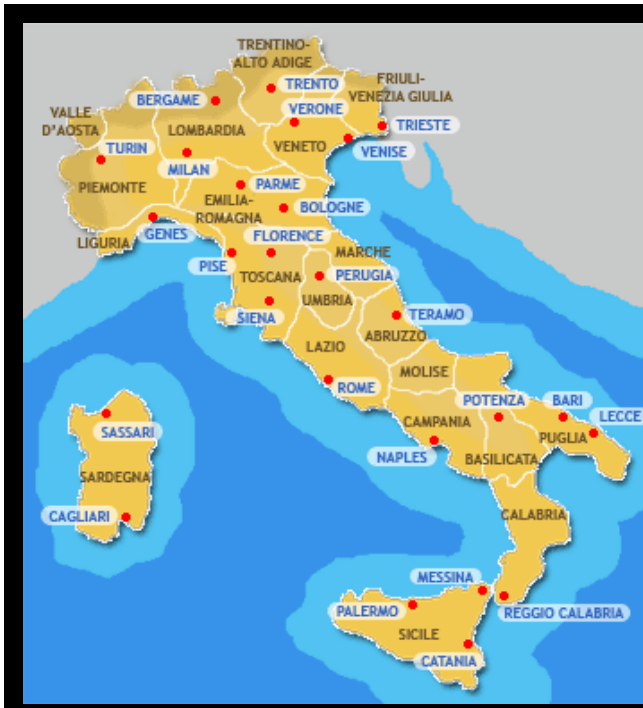 TRENTINO-
ALTO ADIGE
FRIULI-
VENEZIA GIULIA
TRENTO
BERGAME
VERONE
VALLE
D'AOSTA
LOMBARDIA
TRIESTE
TURIN
VENETO
VENISE
MILAN
PIEMONTE
PARME
EMILIA-
ROMAGNA
BOLOGNE
LIGURIA
GENES
FLORENCE
MARCHE
PISE
TOSCANA
PERUGIA
UMBRIA
SIENA
TERAMO
ABRUZZO
LAZIO
MOLISE
ROME
POTENZA
BARI
LECCE
CAMPANIA
PUGLIA
SASSARI
NAPLES
BASILICATA
SARDEGNA
CALABRIA
CAGLIARI
MESSINA
PALERMO
REGGIO CALABRIA
SICILE
CATANIA